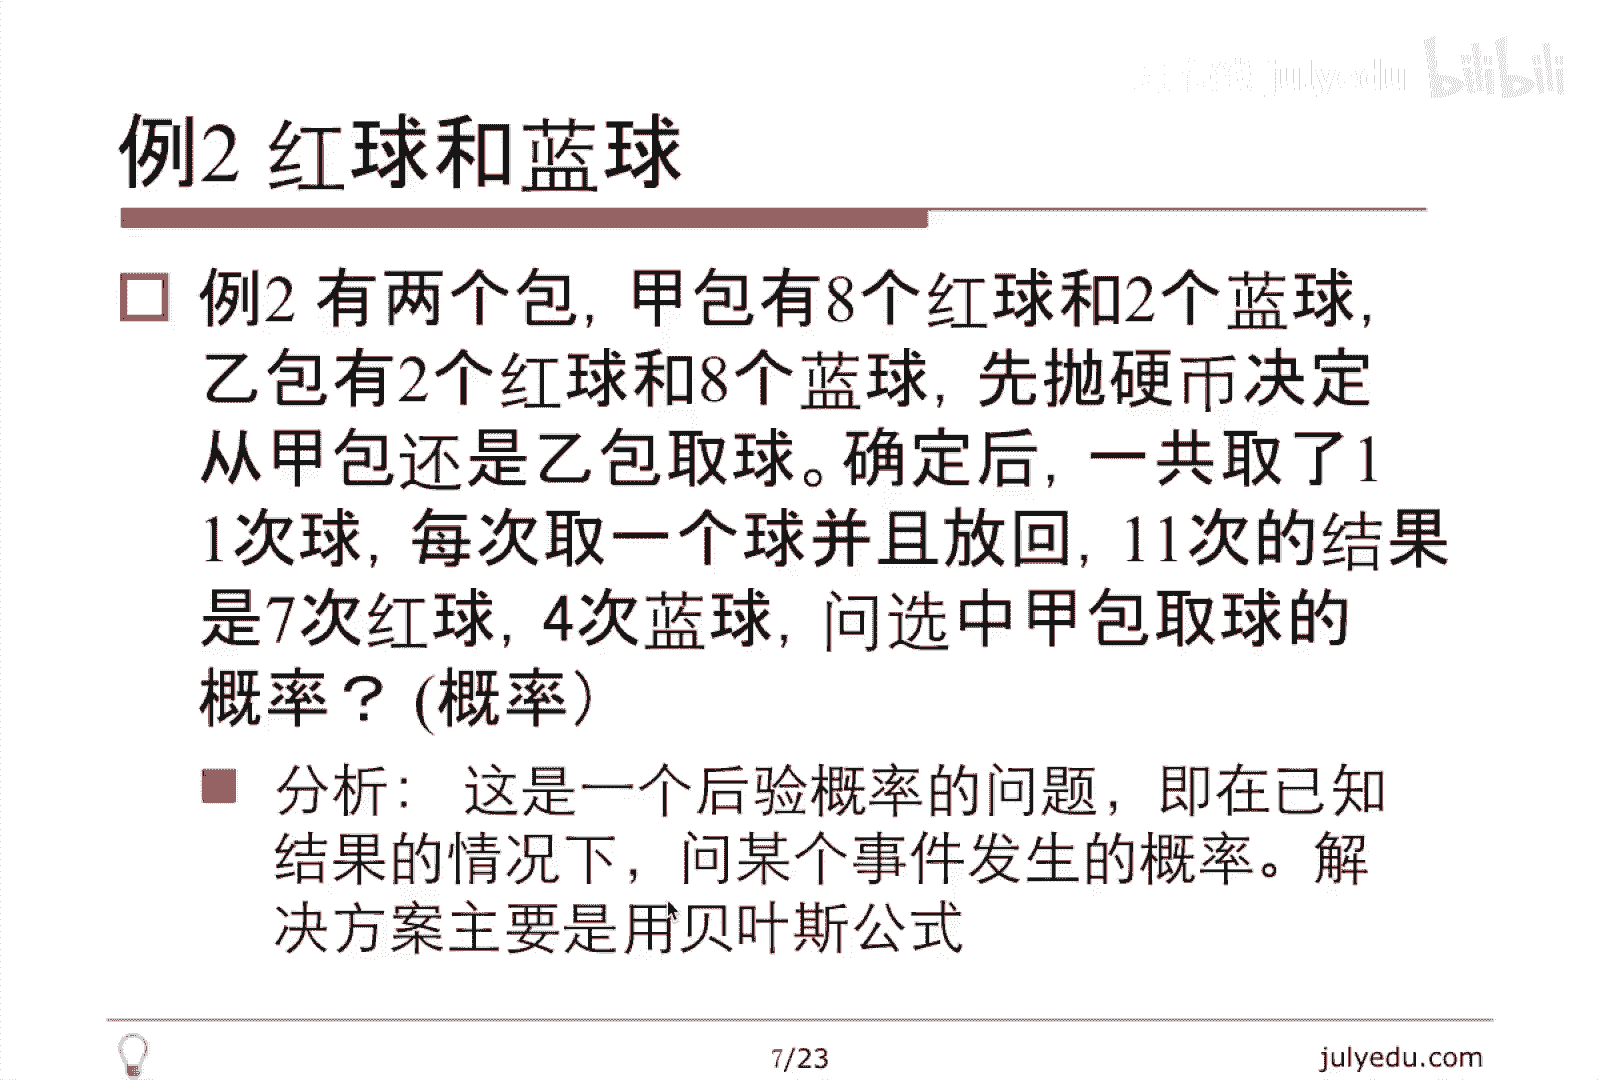 julyedu bilibili
例2 红球和蓝球
例2 有两个包，甲包有8个红球和2个蓝球，
乙包有2个红球和8个蓝球，先抛硬币决定
从甲包还是乙包取球。确定后，一共取了1
1次球，每次取一个球并且放回，11次的结果
是7次红球，4次蓝球，问选中甲包取球的
概率？(概率）
分析： 这是一个后验概率的问题，即在已知
结果的情况下，问某个事件发生的概率。解
决方案主要是用贝叶斯公式
7/23
julyedu.com